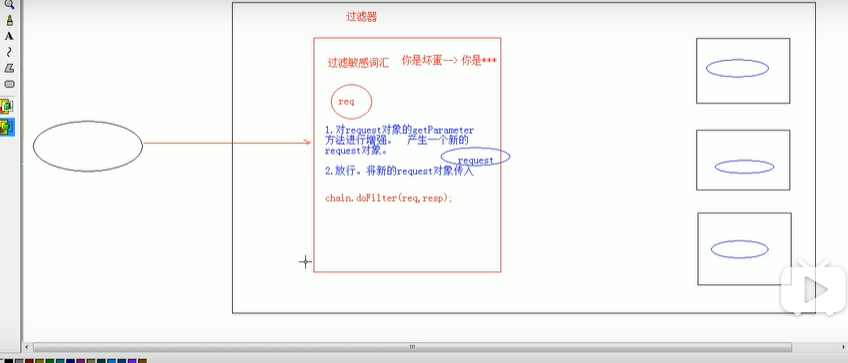 过滤器
过滤敏感词汇 你是坏蛋--> 你是***
req
1.对request对象的getParameter
方法进行增强。 产生一个新的
request对象。
request
2.放行。将新的request对象传入
chain.doFilter(req,resp);
A